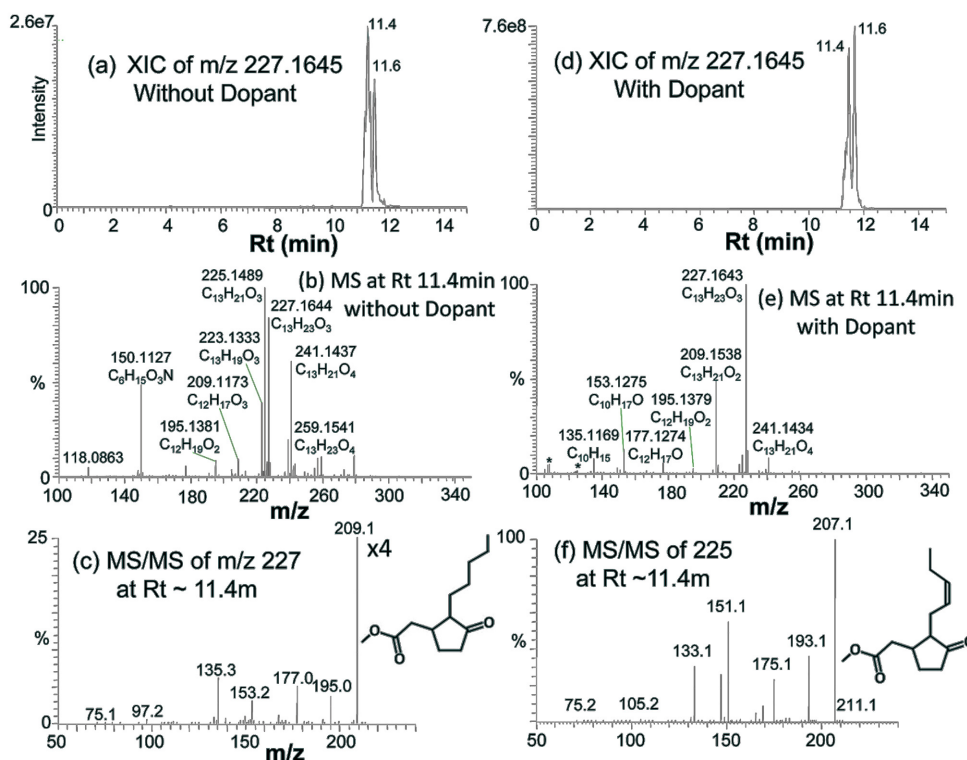 2.6e7
11.4
11.6
(a) XIC of m/z 227.1645
Without Dopant
Intensity
0
0 2 4 6 8 10 12 14
Rt (min)
7.6e8
11.6
11.4
(d) XIC of m/z 227.1645
With Dopant
0
0 2 4 6 8 10 12 14
Rt (min)
(b) MS at Rt 11.4min
without Dopant
100
%
0
225.1489
C13H21O3
227.1644
C13H23O3
223.1333
C13H19O3
241.1437
C13H21O4
150.1127
C6H15O3N
209.1173
C12H17O3
195.1381
C12H19O2
259.1541
C13H23O4
118.0863
60 100 140 180 220 260 300 340
m/z
(e) MS at Rt 11.4min
with Dopant
100
%
0
227.1643
C13H23O3
209.1538
C13H21O2
153.1275
C10H17O
195.1379
C12H19O2
135.1169
C10H15
177.1274
C12H17O
241.1434
C13H21O4
* *
100 140 180 220 260 300 340
m/z
(c) MS/MS of m/z 227
at Rt ~ 11.4m
25
%
0
209.1
x4
135.3
153.2
177.0
195.0
75.1
97.2
O
O
O
50 100 150 200
m/z
(f) MS/MS of 225
at Rt ~11.4m
100
%
0
207.1
151.1
133.1
193.1
175.1
75.2
105.2
211.1
O
O
O
50 100 150 200